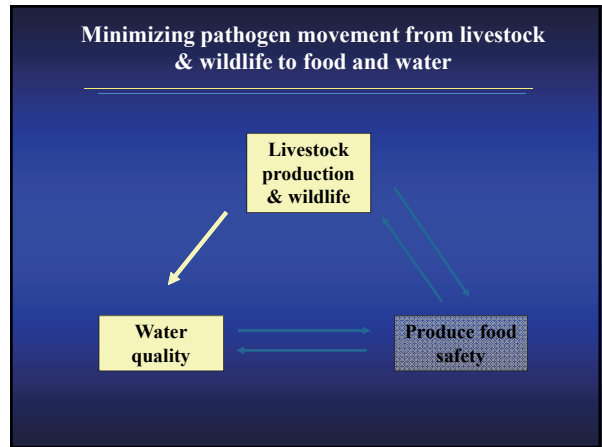 Minimizing pathogen movement from livestock
& wildlife to food and water
Livestock
production
& wildlife
Water
quality
Produce food
safety